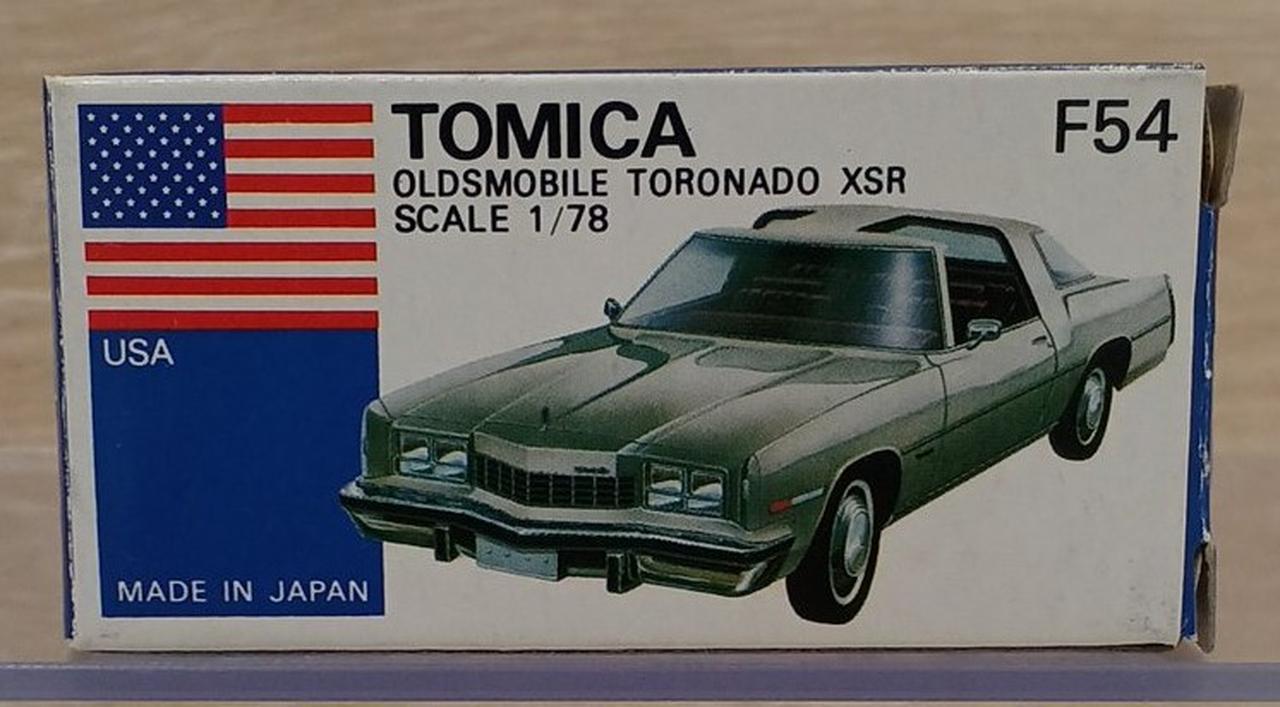 TOMICA
F54
OLDSMOBILE TORONADO XSR
SCALE 1/78
USA
MADE IN JAPAN